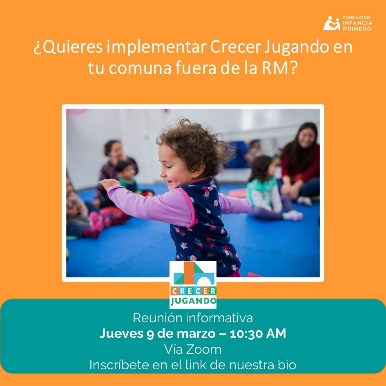 FUNDACIÓN
INFANCIA
PRIMERO
¿Quieres implementar Crecer Jugando en
tu comuna fuera de la RM?
CRECER
JUGANDO
Reunión informativa
Jueves 9 de marzo – 10:30 AM
Vía Zoom
Inscríbete en el link de nuestra bio